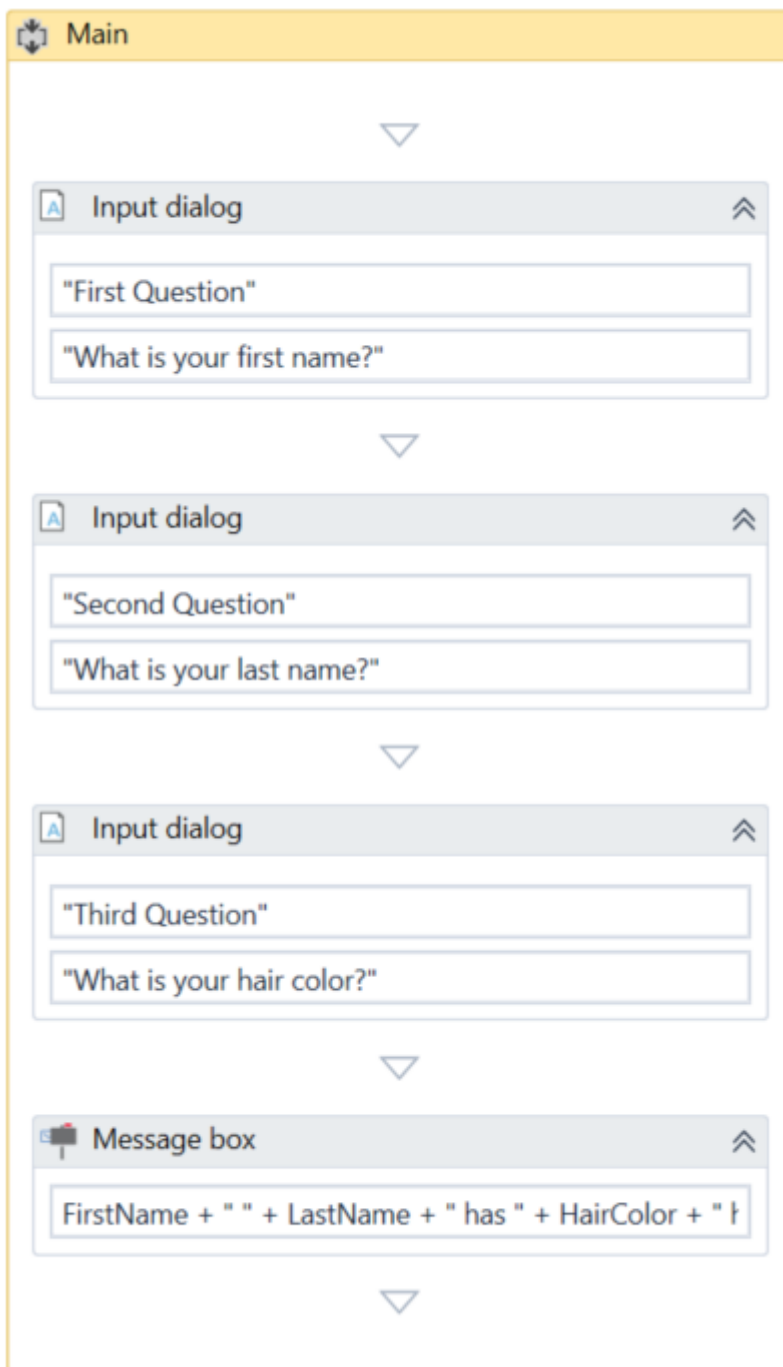 Main
Input dialog
"First Question"
"What is your first name?"
Input dialog
"Second Question"
"What is your last name?"
Input dialog
"Third Question"
"What is your hair color?"
Message box
FirstName + " " + LastName + " has " + HairColor + "